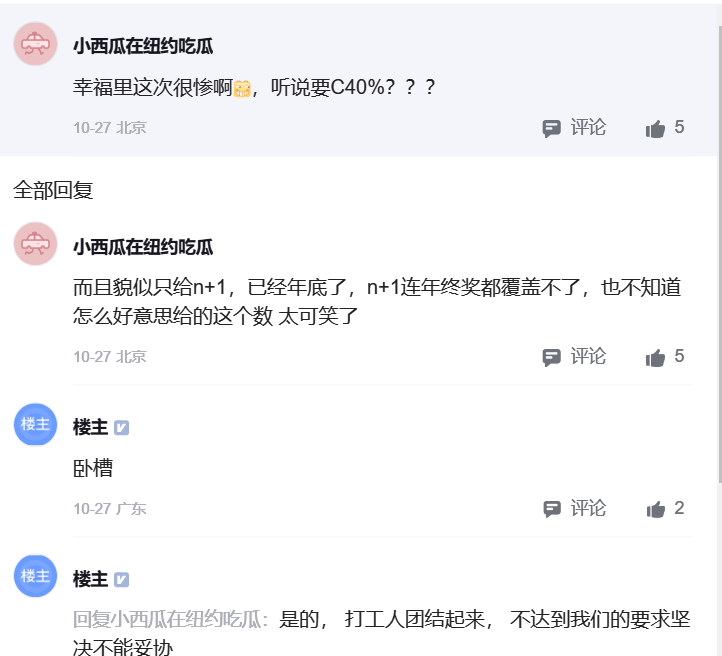 小西瓜在纽约吃瓜
幸福里这次很惨啊，听说要C40%？？？
10-27 北京 评论 5
全部回复
小西瓜在纽约吃瓜
而且貌似只给n+1，已经年底了，n+1连年终奖都覆盖不了，也不知道
怎么好意思给的这个数 太可笑了
10-27 北京 评论 5
楼主 楼主
卧槽
10-27 广东 评论 2
楼主 楼主
回复小西瓜在纽约吃瓜：是的， 打工人团结起来， 不达到我们的要求坚
决不能妥协